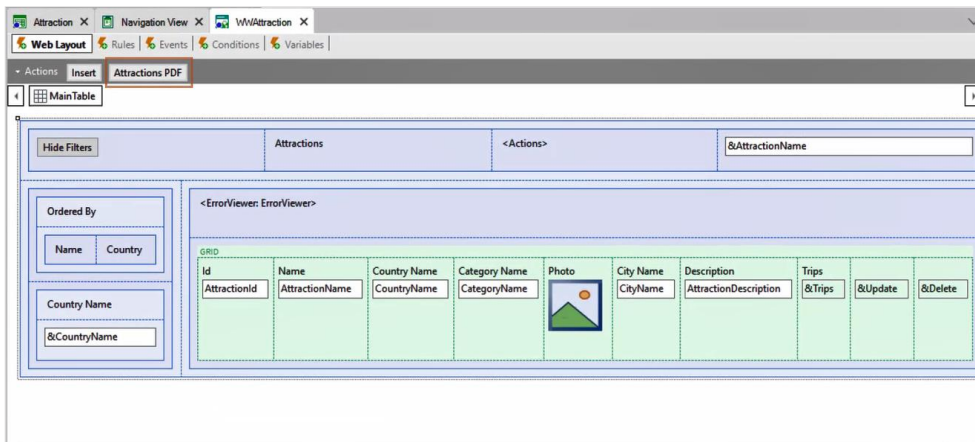 Attraction X Navigation View X WWAttraction X
Web Layout Rules Events Conditions Variables
Actions Insert Attractions PDF
MainTable
Hide Filters Attractions <Actions> &AttractionName
Ordered By
Name Country
Country Name
&CountryName
<ErrorViewer: ErrorViewer>
GRID
Id Name Country Name Category Name Photo City Name Description Trips
AttractionId AttractionName CountryName CategoryName CityName AttractionDescription &Trips &Update &Delete